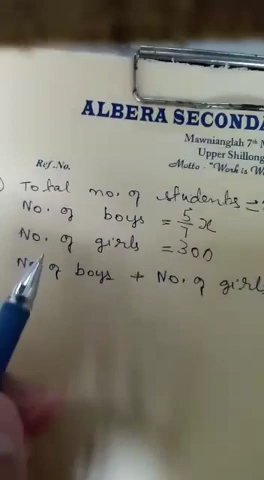 ALBERA SECONDA
Mawnianglah 7th M
Upper Shillong
Ref.No.
Motto - "Work is W
) Total no. of students =
No. of boys = 5/7 x
No. of girls = 300
No. of boys + No. of girls